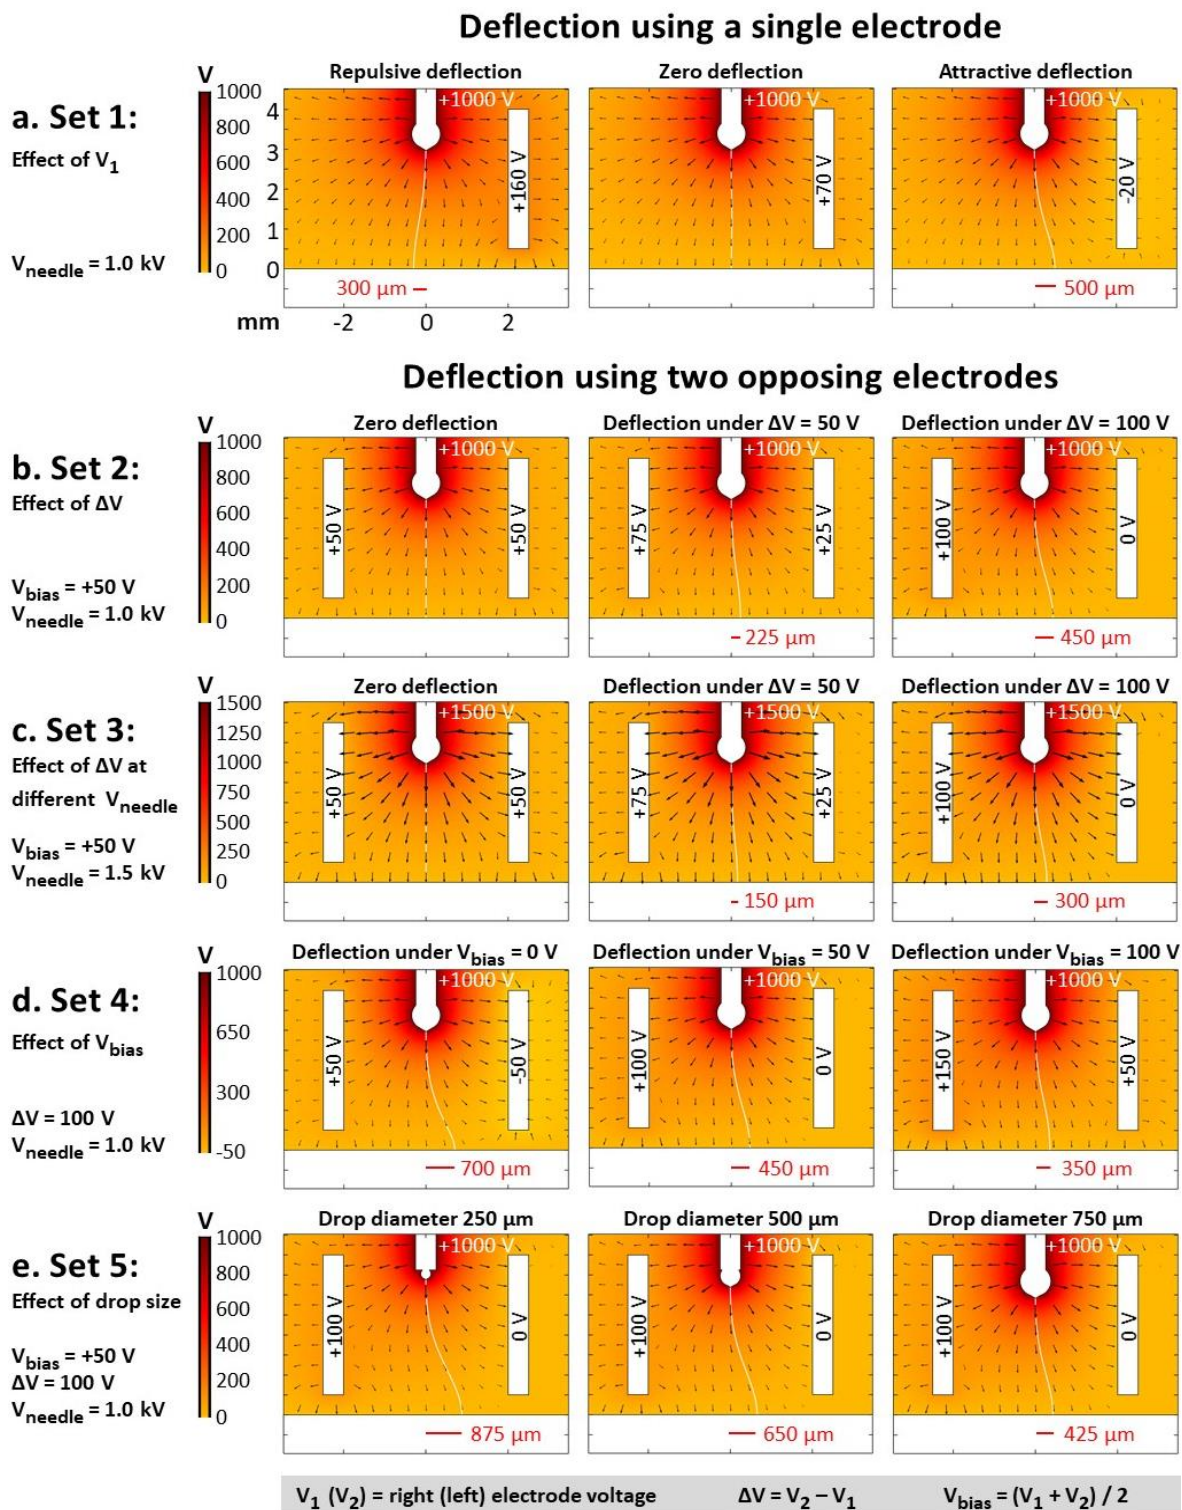 Deflection using a single electrode
Repulsive deflection
Zero deflection
Attractive deflection
a. Set 1:
Effect of V1
Vneedle = 1.0 kV
V
1000
800
600
400
200
0
4
3
2
1
0
+1000 V
+160 V
300 µm
mm
-2
0
2
+1000 V
+70 V
+1000 V
-20 V
500 µm
Deflection using two opposing electrodes
Zero deflection
Deflection under ΔV = 50 V
Deflection under ΔV = 100 V
b. Set 2:
Effect of ΔV
Vbias = +50 V
Vneedle = 1.0 kV
V
1000
800
600
400
200
0
+1000 V
+50 V
+50 V
+1000 V
+75 V
+25 V
225 µm
+1000 V
+100 V
0 V
450 µm
Zero deflection
Deflection under ΔV = 50 V
Deflection under ΔV = 100 V
c. Set 3:
Effect of ΔV at
different Vneedle
Vbias = +50 V
Vneedle = 1.5 kV
V
1500
1250
1000
750
500
250
0
+1500 V
+50 V
+50 V
+1500 V
+75 V
+25 V
150 µm
+1500 V
+100 V
0 V
300 µm
Deflection under Vbias = 0 V
Deflection under Vbias = 50 V
Deflection under Vbias = 100 V
d. Set 4:
Effect of Vbias
ΔV = 100 V
Vneedle = 1.0 kV
V
1000
650
300
-50
+1000 V
+50 V
-50 V
700 µm
+1000 V
+100 V
0 V
450 µm
+1000 V
+150 V
+50 V
350 µm
Drop diameter 250 µm
Drop diameter 500 µm
Drop diameter 750 µm
e. Set 5:
Effect of drop size
Vbias = +50 V
ΔV = 100 V
Vneedle = 1.0 kV
V
1000
800
600
400
200
0
+1000 V
+100 V
0 V
875 µm
+1000 V
+100 V
0 V
650 µm
+1000 V
+100 V
0 V
425 µm
V1 (V2) = right (left) electrode voltage
ΔV = V2 – V1
Vbias = (V1 + V2) / 2